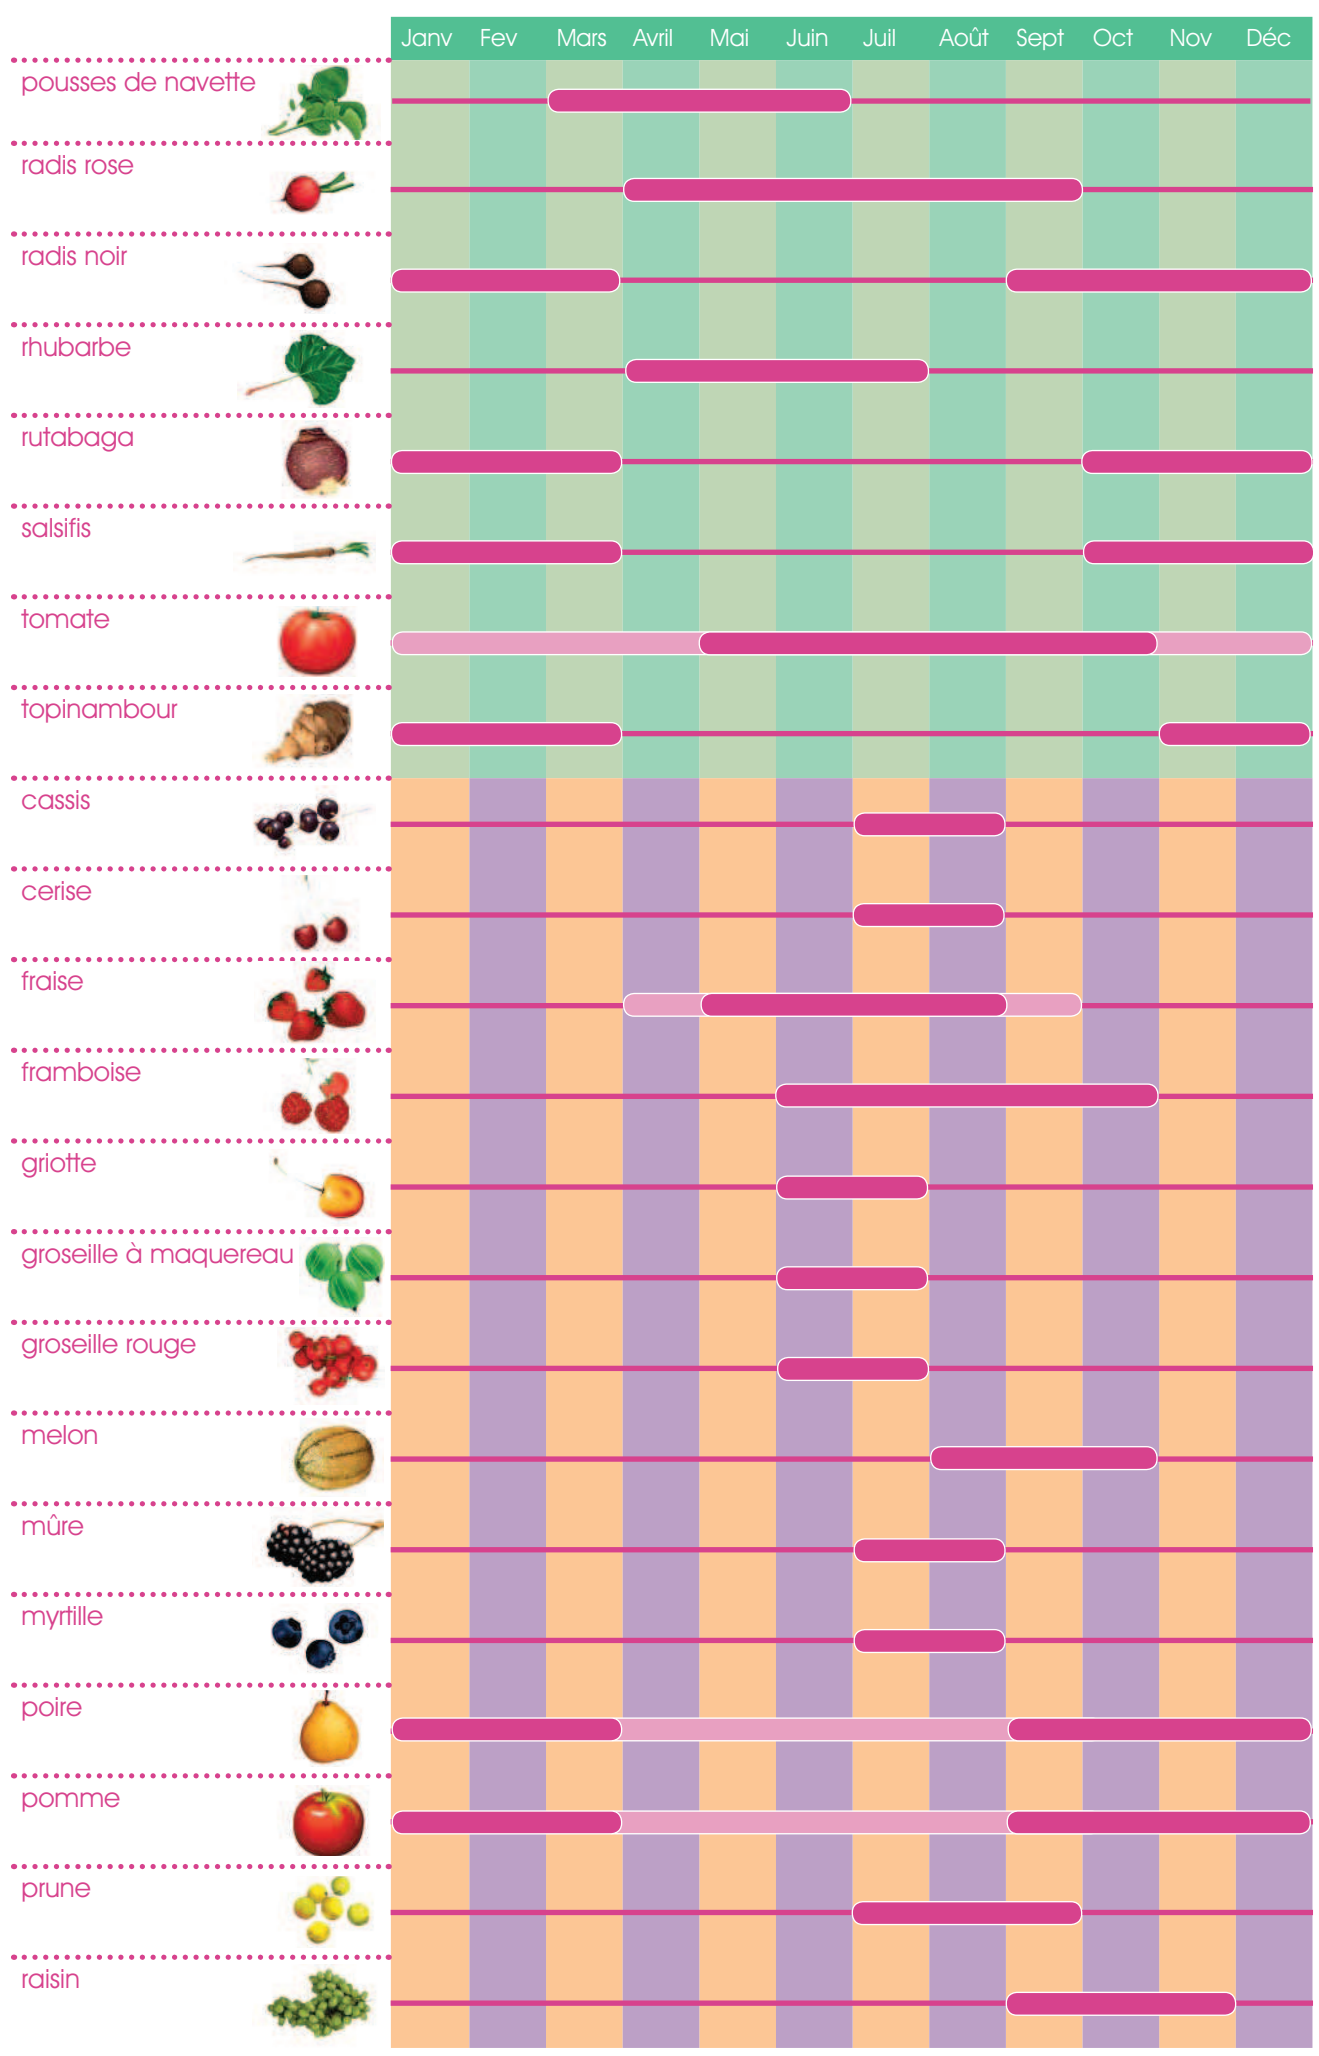 Janv Fev Mars Avril Mai Juin Juil Août Sept Oct Nov Déc
pousses de navette
radis rose
radis noir
rhubarbe
rutabaga
salsifis
tomate
topinambour
cassis
cerise
fraise
framboise
griotte
groseille à maquereau
groseille rouge
melon
mûre
myrtille
poire
pomme
prune
raisin